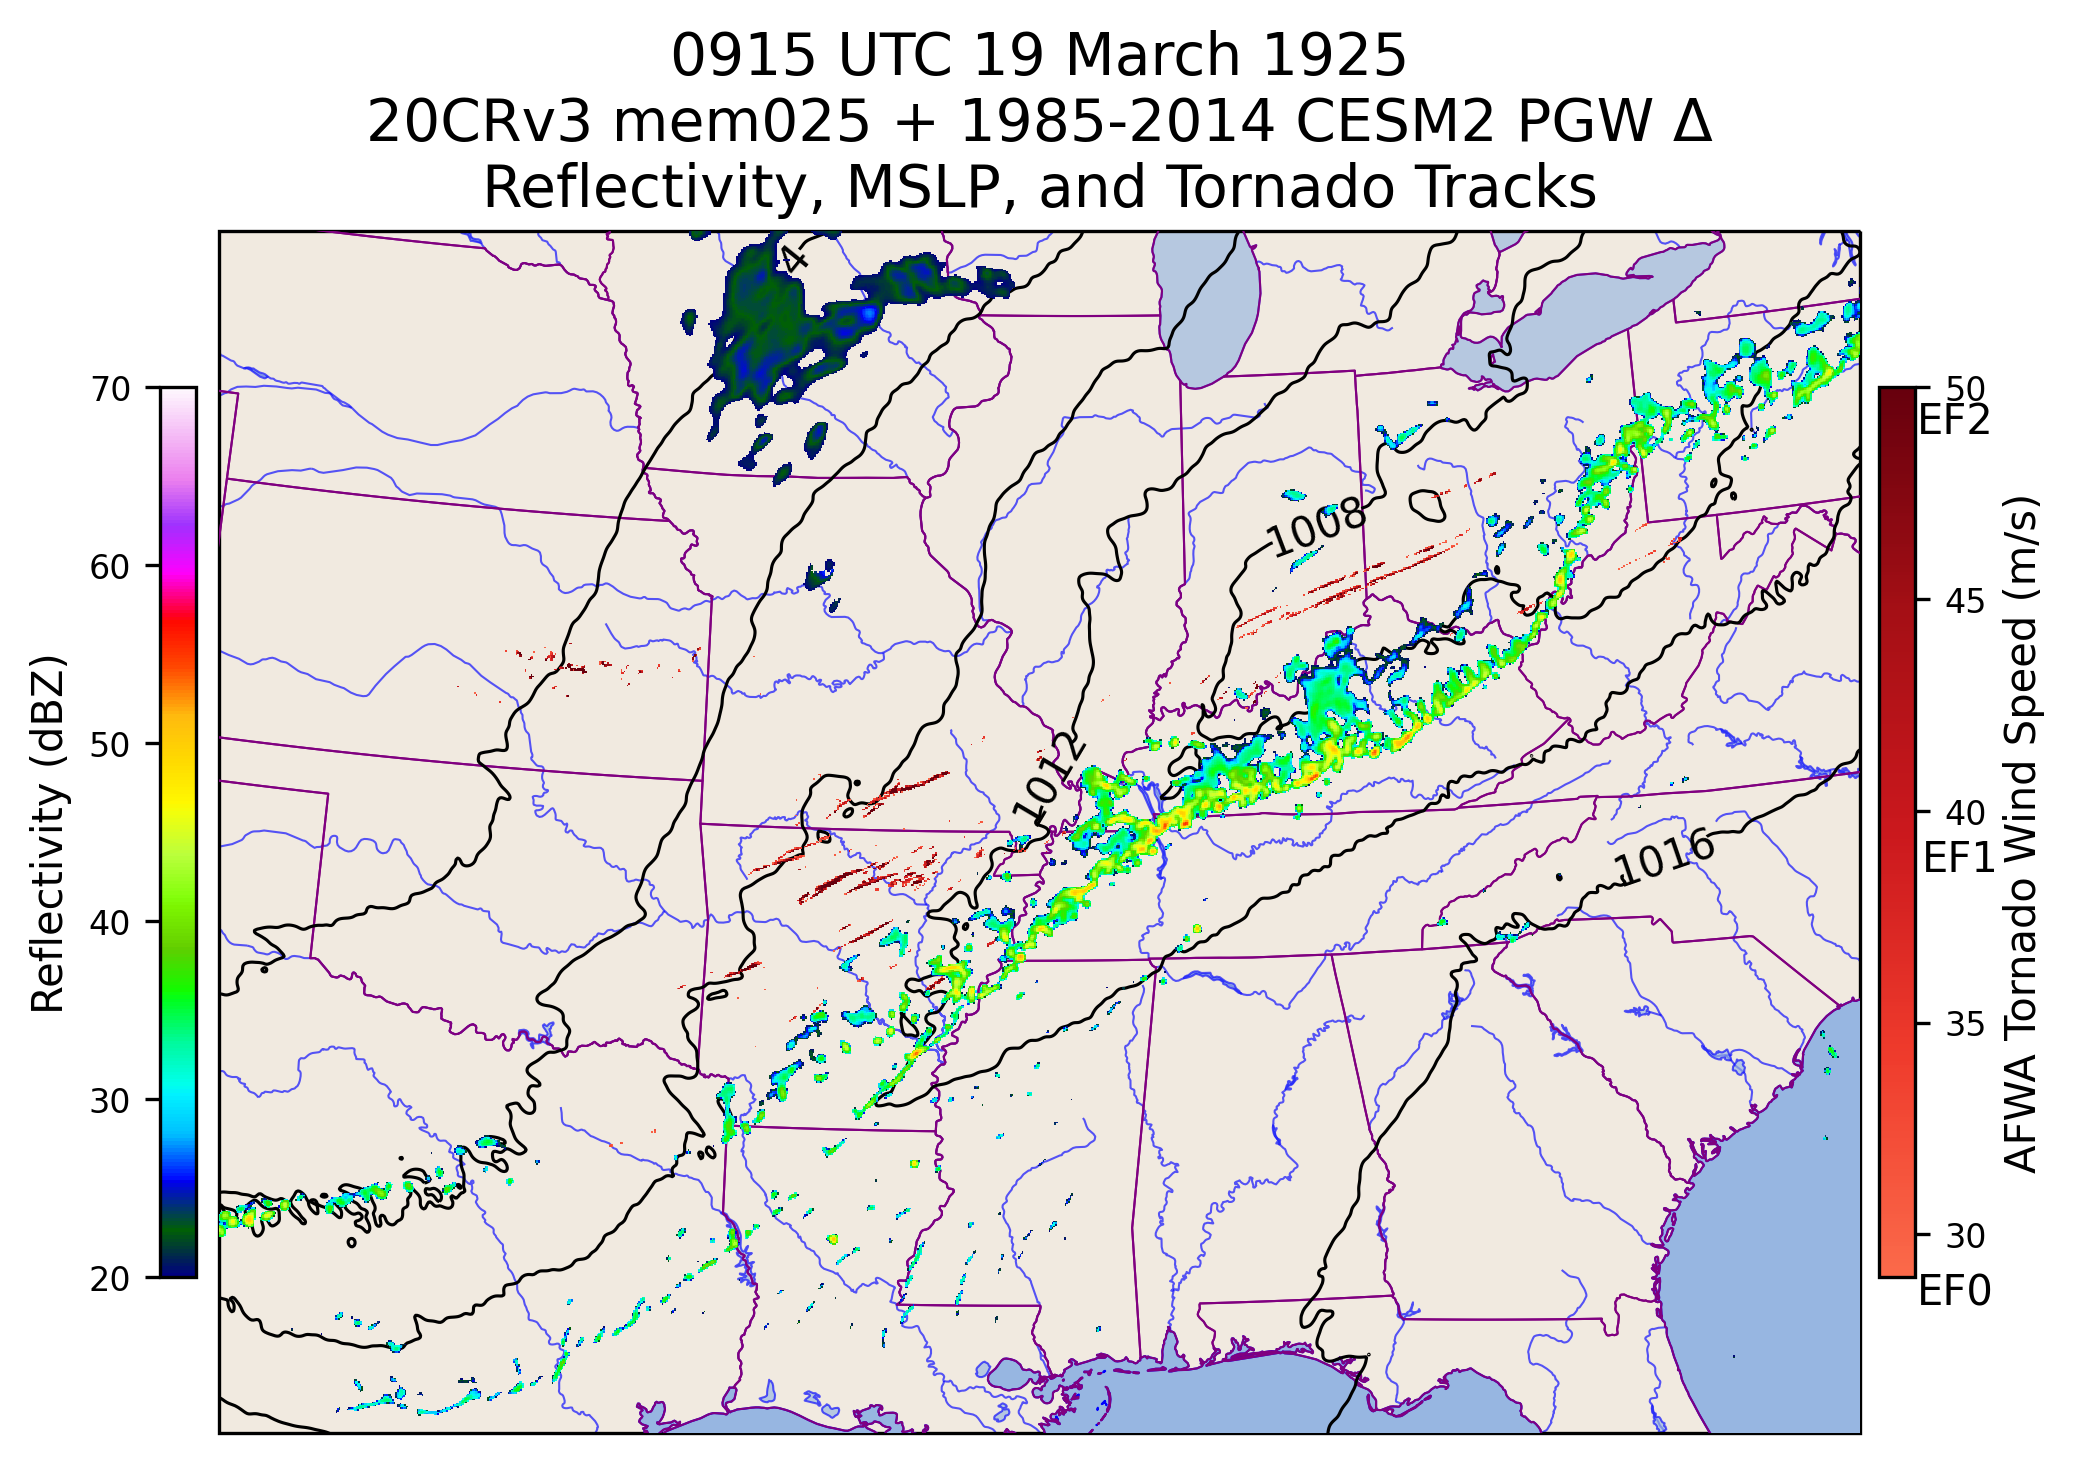 0915 UTC 19 March 1925
20CRv3 mem025 + 1985-2014 CESM2 PGW Δ
Reflectivity, MSLP, and Tornado Tracks
Reflectivity (dBZ)
70
60
50
40
30
20
4
1008
1012
1016
50
EF2
45
40
EF1
35
30
EF0
AFWA Tornado Wind Speed (m/s)